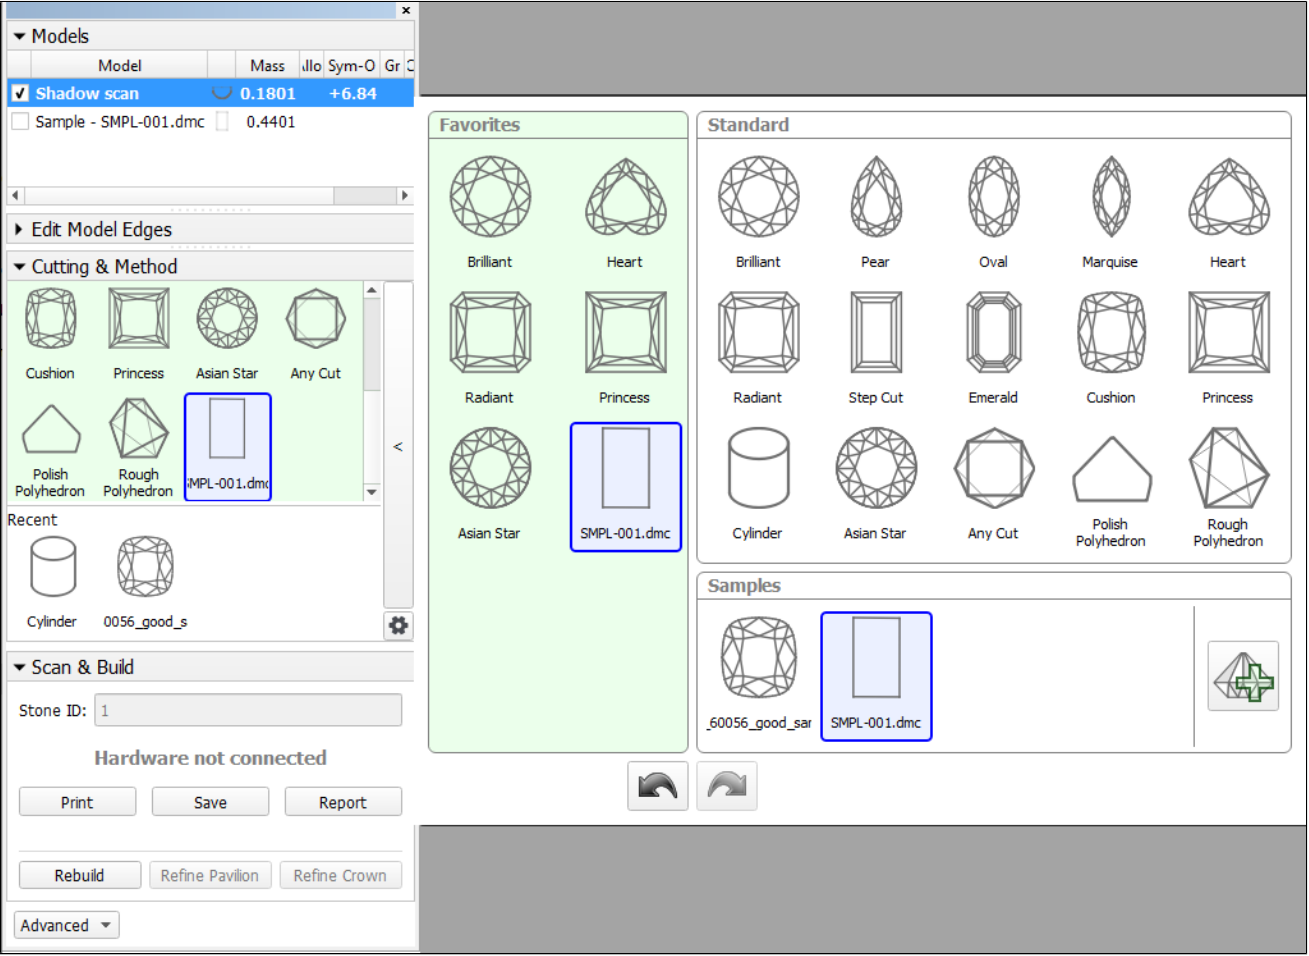 Models
Model Mass Sym-O Gr
Shadow scan 0.1801 +6.84
Sample - SMPL-001.dmc 0.4401
Edit Model Edges
Cutting & Method
Cushion Princess Asian Star Any Cut
Polish Polyhedron
Rough Polyhedron
MPL-001.dmc
Recent
Cylinder 0056_good_s
<
Scan & Build
Stone ID: 1
Hardware not connected
Print Save Report
Rebuild Refine Pavilion Refine Crown
Advanced
Favorites
Brilliant Heart
Radiant Princess
Asian Star SMPL-001.dmc
Standard
Brilliant Pear Oval Marquise Heart
Radiant Step Cut Emerald Cushion Princess
Cylinder Asian Star Any Cut
Polish
Polyhedron
Rough
Polyhedron
Samples
_60056_good_sar SMPL-001.dmc